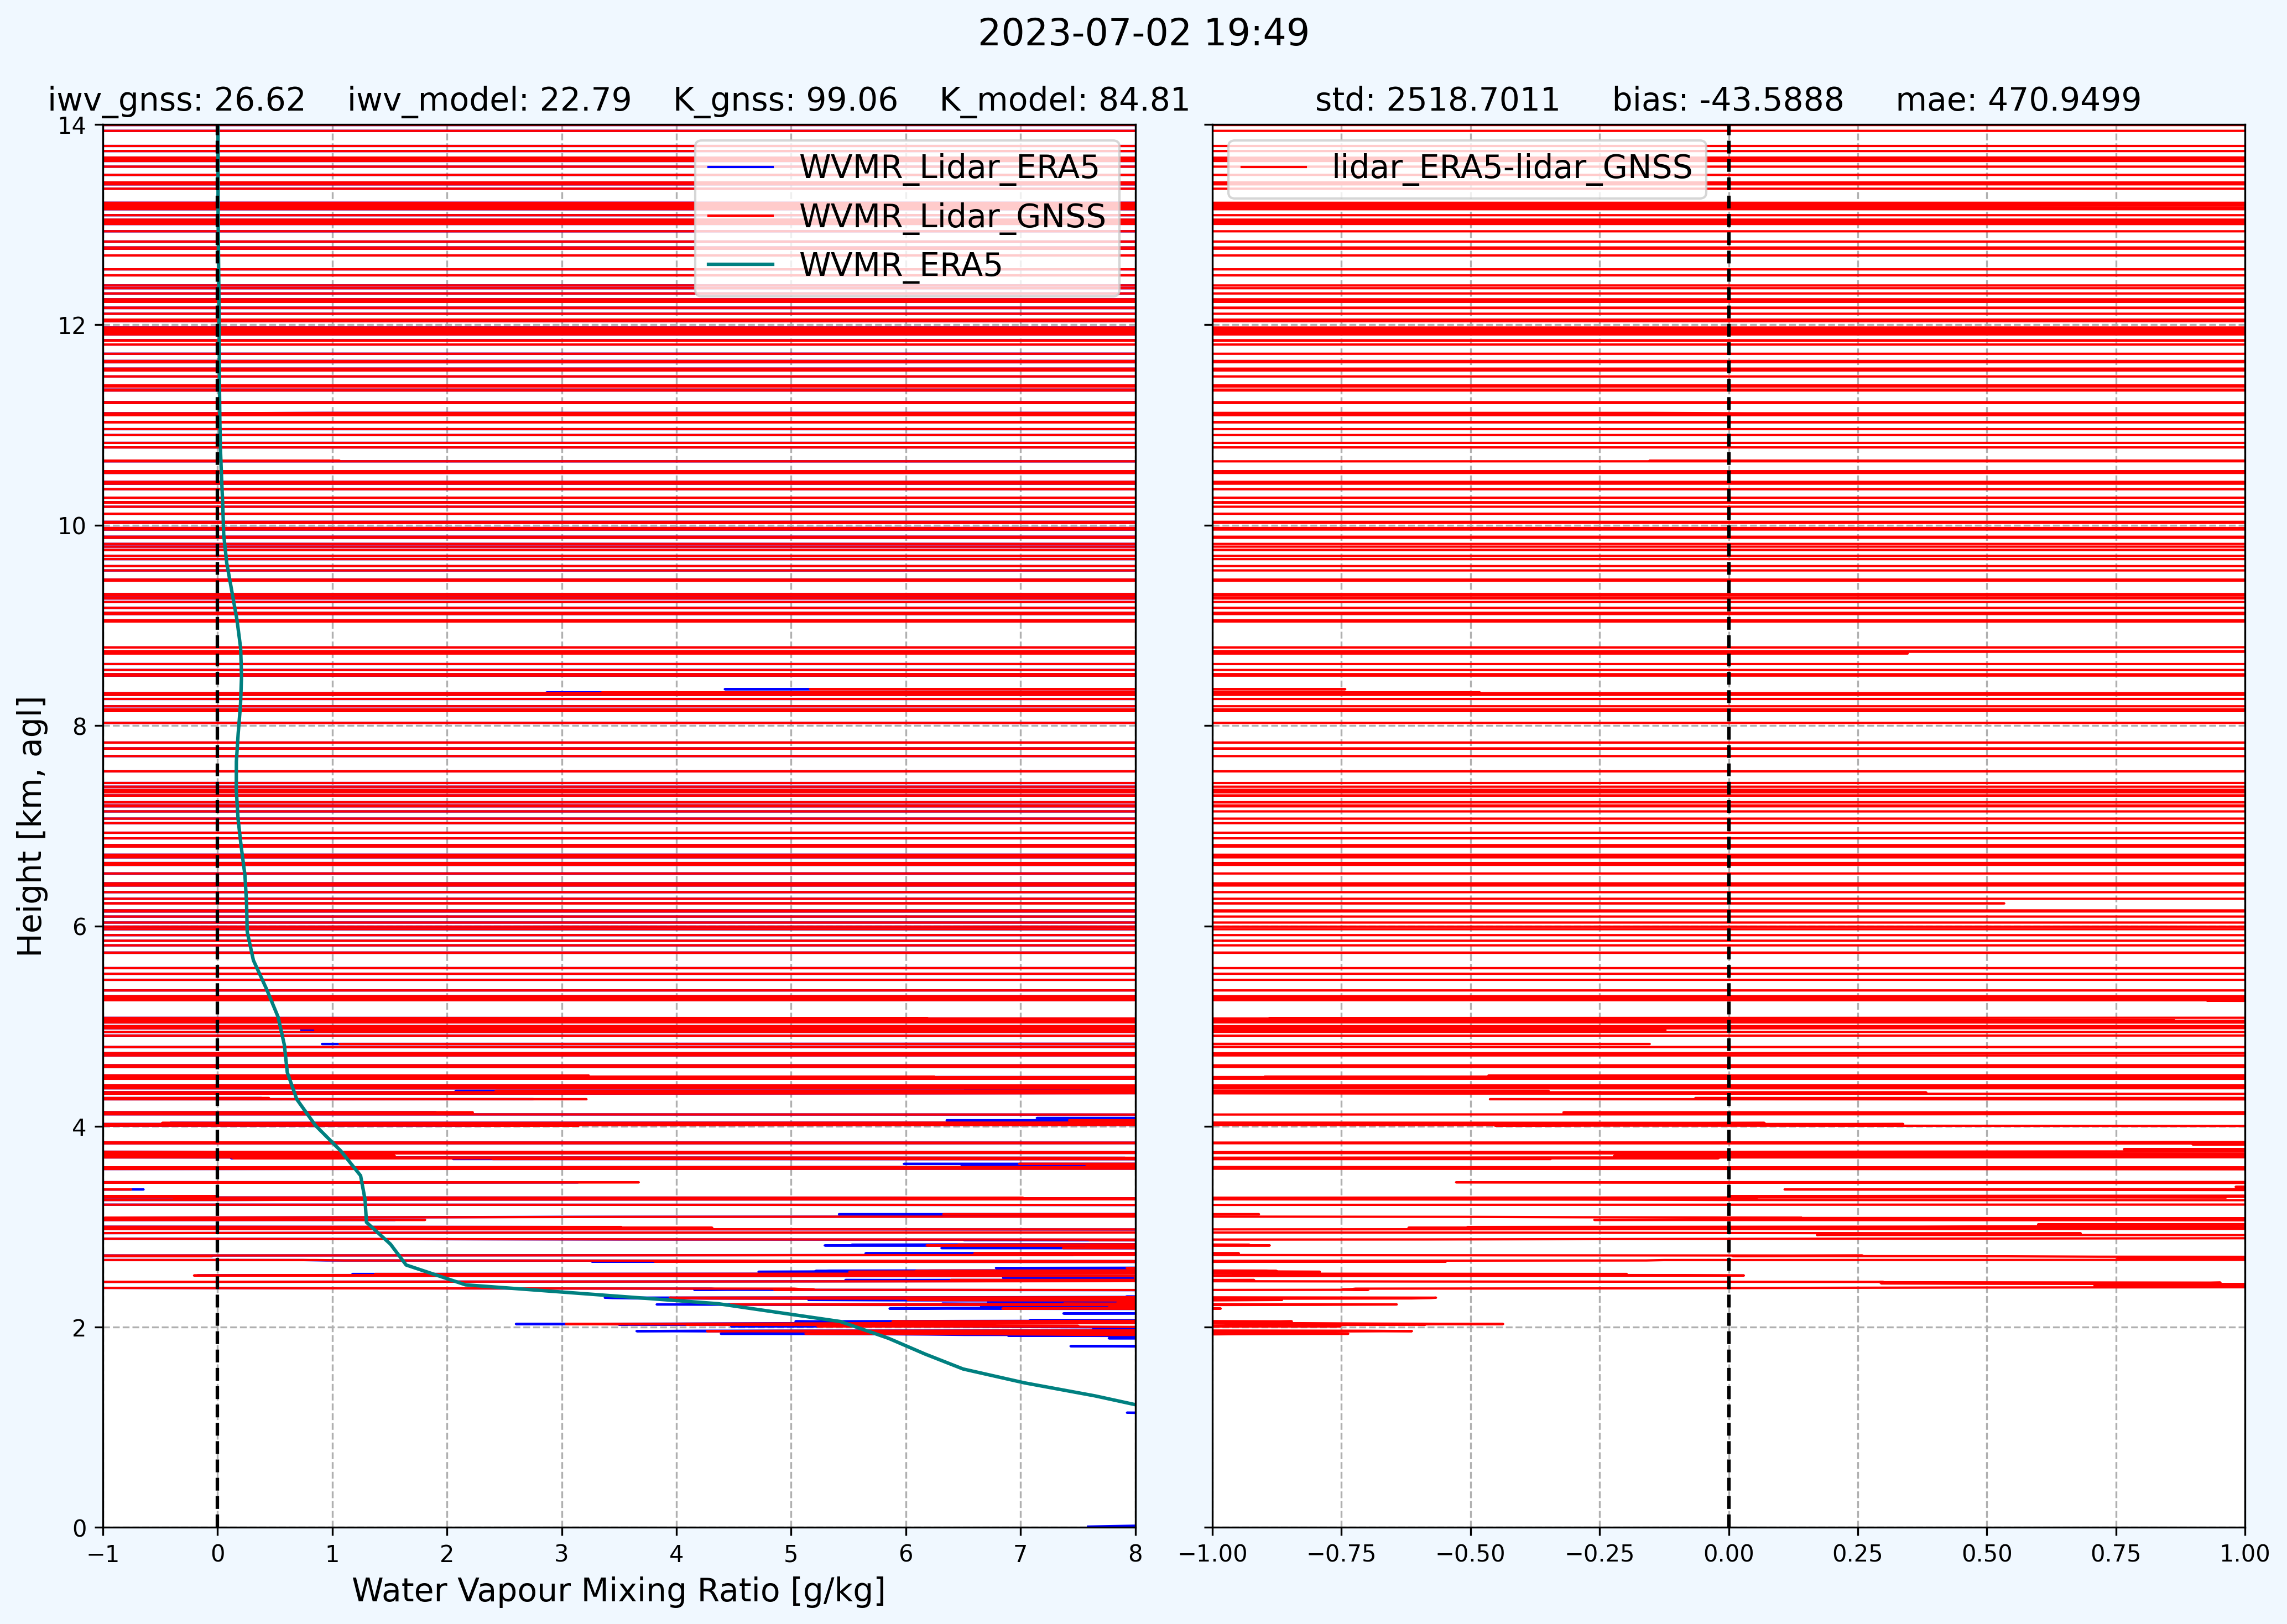 2023-07-02 19:49
iwv_gnss: 26.62 iwv_model: 22.79 K_gnss: 99.06 K_model: 84.81
std: 2518.7011 bias: -43.5888 mae: 470.9499
WVMR_Lidar_ERA5
WVMR_Lidar_GNSS
WVMR_ERA5
lidar_ERA5-lidar_GNSS
Height [km, agl]
14
12
10
8
6
4
2
0
−1 0 1 2 3 4 5 6 7 8
−1.00 −0.75 −0.50 −0.25 0.00 0.25 0.50 0.75 1.00
Water Vapour Mixing Ratio [g/kg]